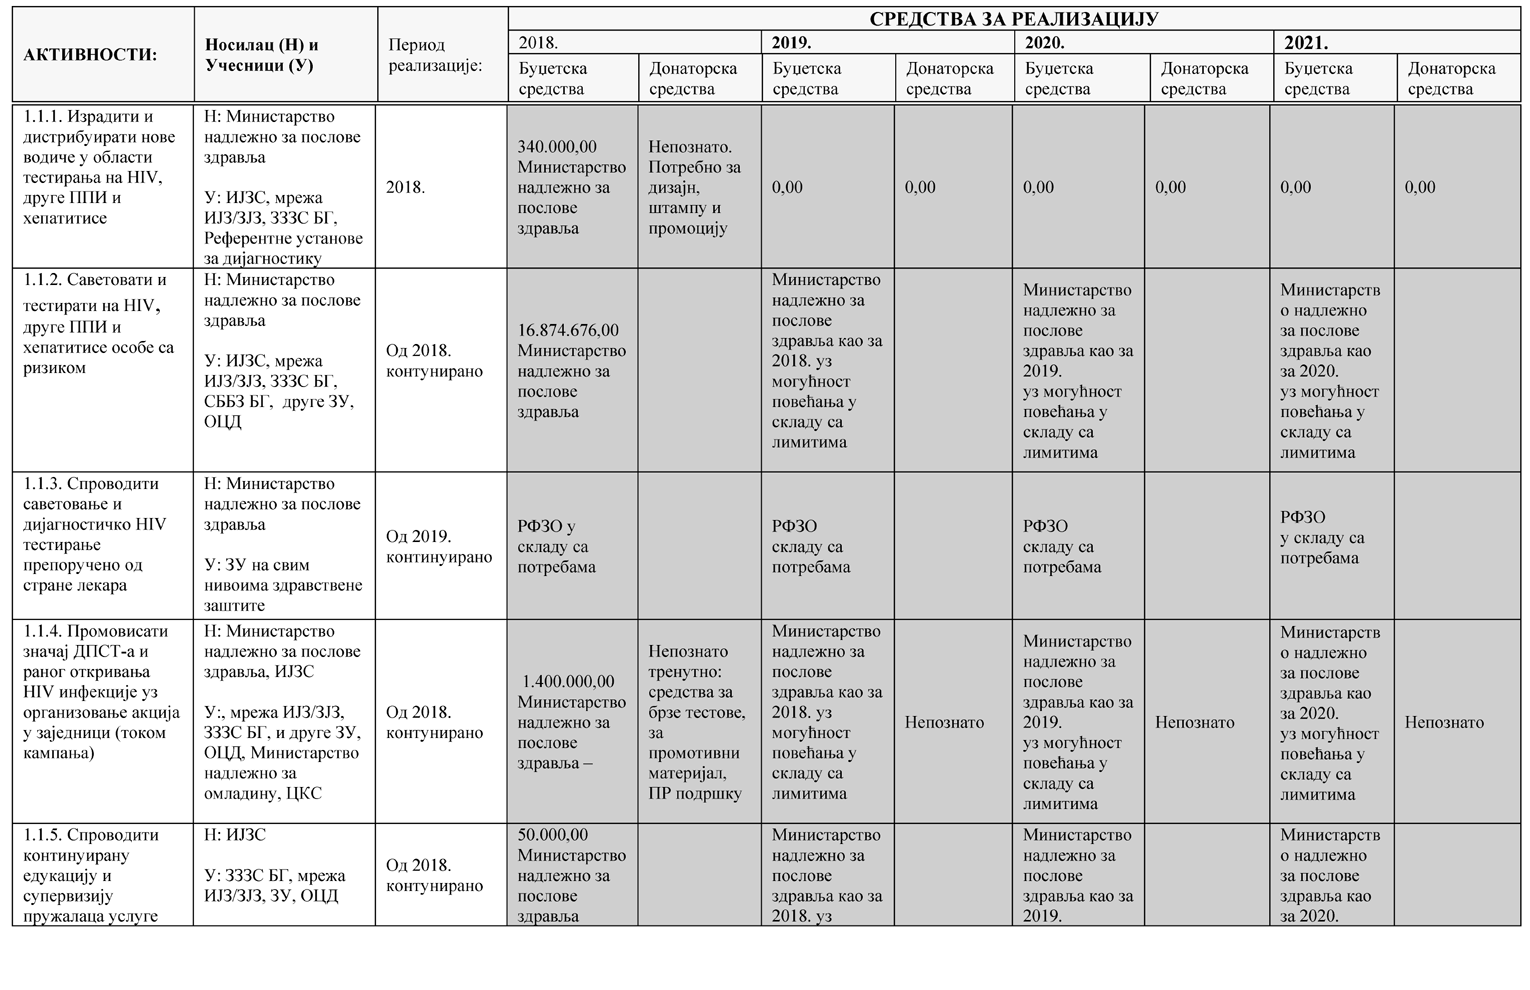 АКТИВНОСТИ:
Носилац (Н) и
Учесници (У)
Период
реализације:
СРЕДСТВА ЗА РЕАЛИЗАЦИЈУ
2018.
2019.
2020.
2021.
Буџетска
средства
Донаторска
средства
Буџетска
средства
Донаторска
средства
Буџетска
средства
Донаторска
средства
Буџетска
средства
Донаторска
средства
1.1.1. Израдити и
дистрибуирати нове
водиче у области
тестирања на HIV,
друге ППИ и
хепатитисе
Н: Министарство
надлежно за послове
здравља
У: ИЈЗС, мрежа
ИЈЗ/ЗЈЗ, ЗЗЗС БГ,
Референтне установе
за дијагностику
2018.
340.000,00
Министарство
надлежно за
послове
здравља
Непознато.
Потребно за
дизајн,
штампу и
промоцију
0,00
0,00
0,00
0,00
0,00
0,00
1.1.2. Саветовати и
тестирати на HIV,
друге ППИ и
хепатитисе особе са
ризиком
Н: Министарство
надлежно за послове
здравља
У: ИЈЗС, мрежа
ИЈЗ/ЗЈЗ, ЗЗЗС БГ,
СББЗ БГ,  друге ЗУ,
ОЦД
Од 2018.
контунирано
16.874.676,00
Министарство
надлежно за
послове
здравља
Министарство
надлежно за
послове
здравља као за
2018. уз
могућност
повећања у
складу са
лимитима
Министарство
надлежно за
послове
здравља као за
2019.
уз могућност
повећања у
складу са
лимитима
Министарств
о надлежно
за послове
здравља као
за 2020.
уз могућност
повећања у
складу са
лимитима
1.1.3. Спроводити
саветовање и
дијагностичко HIV
тестирање
препоручено од
стране лекара
Н: Министарство
надлежно за послове
здравља
У: ЗУ на свим
нивоима здравствене
заштите
Од 2019.
континуирано
РФЗО у
складу са
потребама
РФЗО
складу са
потребама
РФЗО
складу са
потребама
РФЗО
у складу са
потребама
1.1.4. Промовисати
значај ДПСТ-а и
раног откривања
HIV инфекције уз
организовање акција
у заједници (током
кампања)
Н: Министарство
надлежно за послове
здравља, ИЈЗС
У:, мрежа ИЈЗ/ЗЈЗ,
ЗЗЗС БГ, и друге ЗУ,
ОЦД, Министарство
надлежно за
омладину, ЦКС
Од 2018.
контунирано
1.400.000,00
Министарство
надлежно за
послове
здравља –
Непознато
тренутно:
средства за
брзе тестове,
за
промотивни
материјал,
ПР подршку
Министарство
надлежно за
послове
здравља као за
2018. уз
могућност
повећања у
складу са
лимитима
Непознато
Министарство
надлежно за
послове
здравља као за
2019.
уз могућност
повећања у
складу са
лимитима
Непознато
Министарств
о надлежно
за послове
здравља као
за 2020.
уз могућност
повећања у
складу са
лимитима
Непознато
1.1.5. Спроводити
континуирану
едукацију и
супервизију
пружалаца услуге
Н: ИЈЗС
У: ЗЗЗС БГ, мрежа
ИЈЗ/ЗЈЗ, ЗУ, ОЦД
Од 2018.
контунирано
50.000,00
Министарство
надлежно за
послове
здравља
Министарство
надлежно за
послове
здравља као за
2018. уз
Министарство
надлежно за
послове
здравља као за
2019.
Министарств
о надлежно
за послове
здравља као
за 2020.